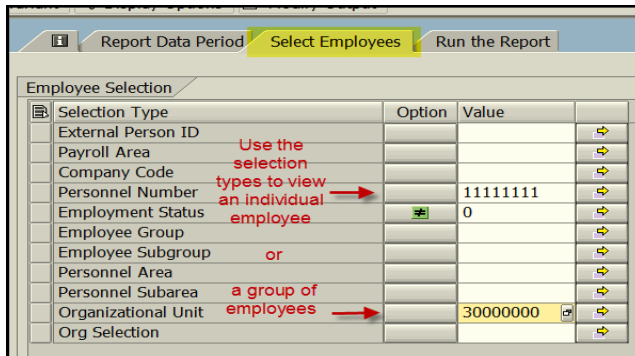 Report Data Period Select Employees Run the Report
Employee Selection
Selection Type Option Value
External Person ID
Payroll Area
Company Code
Personnel Number 11111111
Employment Status ≠ 0
Employee Group
Employee Subgroup
Personnel Area
Personnel Subarea
Organizational Unit 30000000
Org Selection
Use the
selection
types to view
an individual
employee
or
a group of
employees